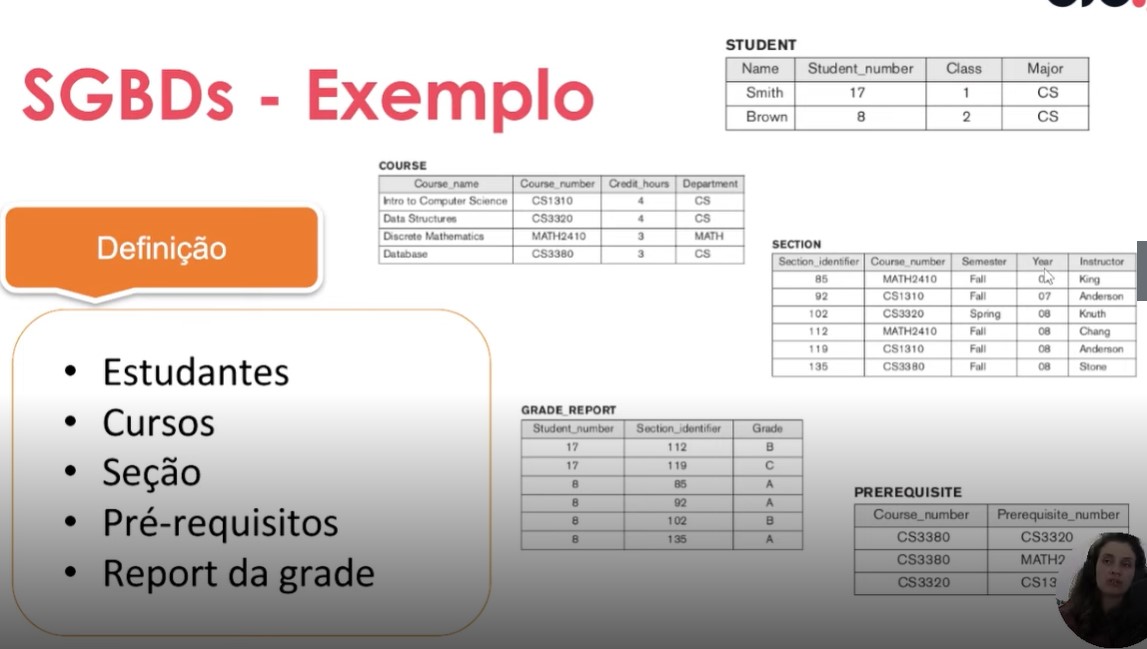 SGBDs - Exemplo
STUDENT
Name Student_number Class Major
Smith 17 1 CS
Brown 8 2 CS
COURSE
Course_name Course_number Credit_hours Department
Intro to Computer Science CS1310 4 CS
Data Structures CS3320 4 CS
Discrete Mathematics MATH2410 3 MATH
Database CS3380 3 CS
Definição
SECTION
Section_identifier Course_number Semester Year Instructor
85 MATH2410 Fall King
92 CS1310 Fall 07 Anderson
102 CS3320 Spring 08 Knuth
112 MATH2410 Fall 08 Chang
119 CS1310 Fall 08 Anderson
135 CS3380 Fall 08 Stone
• Estudantes
• Cursos
• Seção
• Pré-requisitos
• Report da grade
GRADE_REPORT
Student_number Section_identifier Grade
17 112 B
17 119 C
8 85 A
8 92 A
8 102 B
8 135 A
PREREQUISITE
Course_number Prerequisite_number
CS3380 CS3320
CS3380 MATH2
CS3320 CS13